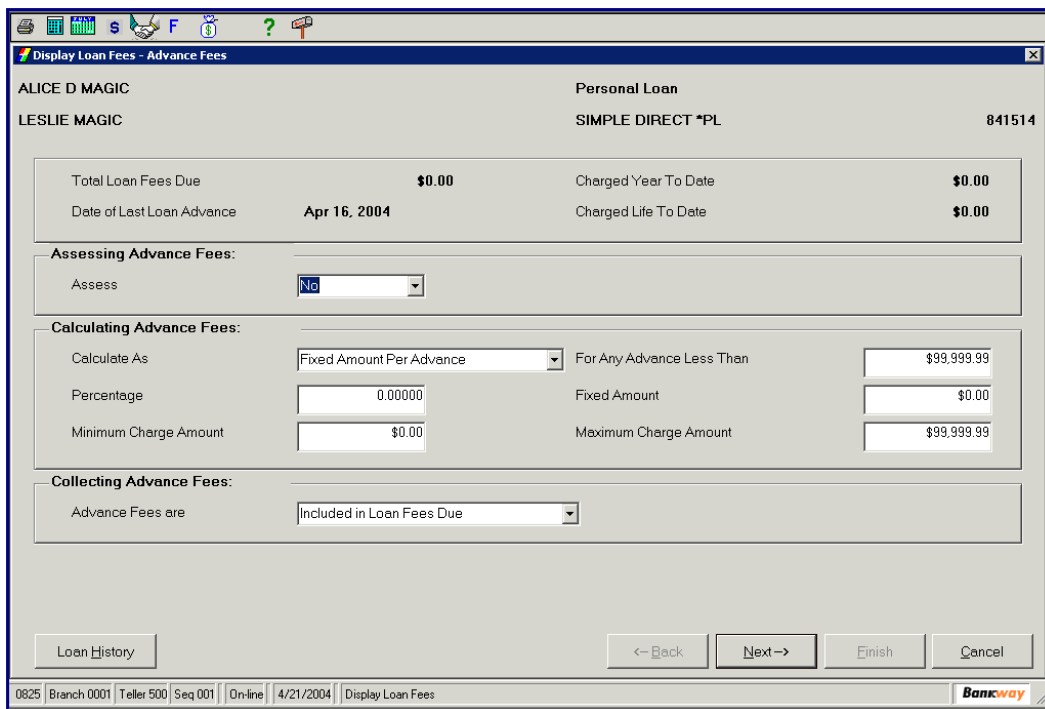 JULY
$ F $ ?
Display Loan Fees - Advance Fees
ALICE D MAGIC Personal Loan
LESLIE MAGIC SIMPLE DIRECT *PL 841514
Total Loan Fees Due $0.00 Charged Year To Date $0.00
Date of Last Loan Advance Apr 16, 2004 Charged Life To Date $0.00
Assessing Advance Fees:
Assess No
Calculating Advance Fees:
Calculate As Fixed Amount Per Advance For Any Advance Less Than $99,999.99
Percentage 0.00000 Fixed Amount $0.00
Minimum Charge Amount $0.00 Maximum Charge Amount $99,999.99
Collecting Advance Fees:
Advance Fees are Included in Loan Fees Due
Loan History <--Back Next--> Finish Cancel
0825 Branch 0001 Teller 500 Seq 001 On-line 4/21/2004 Display Loan Fees Bankway